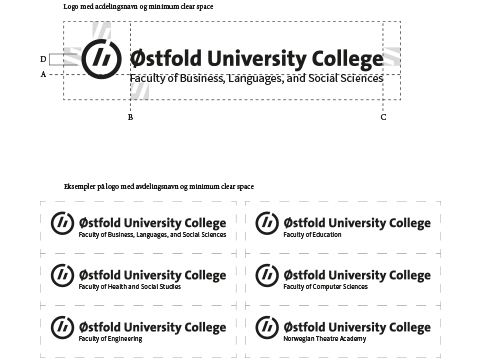 Logo med acdelingsnavn og minimum clear space
Østfold University College
Faculty of Business, Languages, and Social Sciences
D
A
B
C
Eksempler på logo med avdelingsnavn og minimum clear space
Østfold University College
Faculty of Business, Languages, and Social Sciences
Østfold University College
Faculty of Education
Østfold University College
Faculty of Health and Social Studies
Østfold University College
Faculty of Computer Sciences
Østfold University College
Faculty of Engineering
Østfold University College
Norwegian Theatre Academy